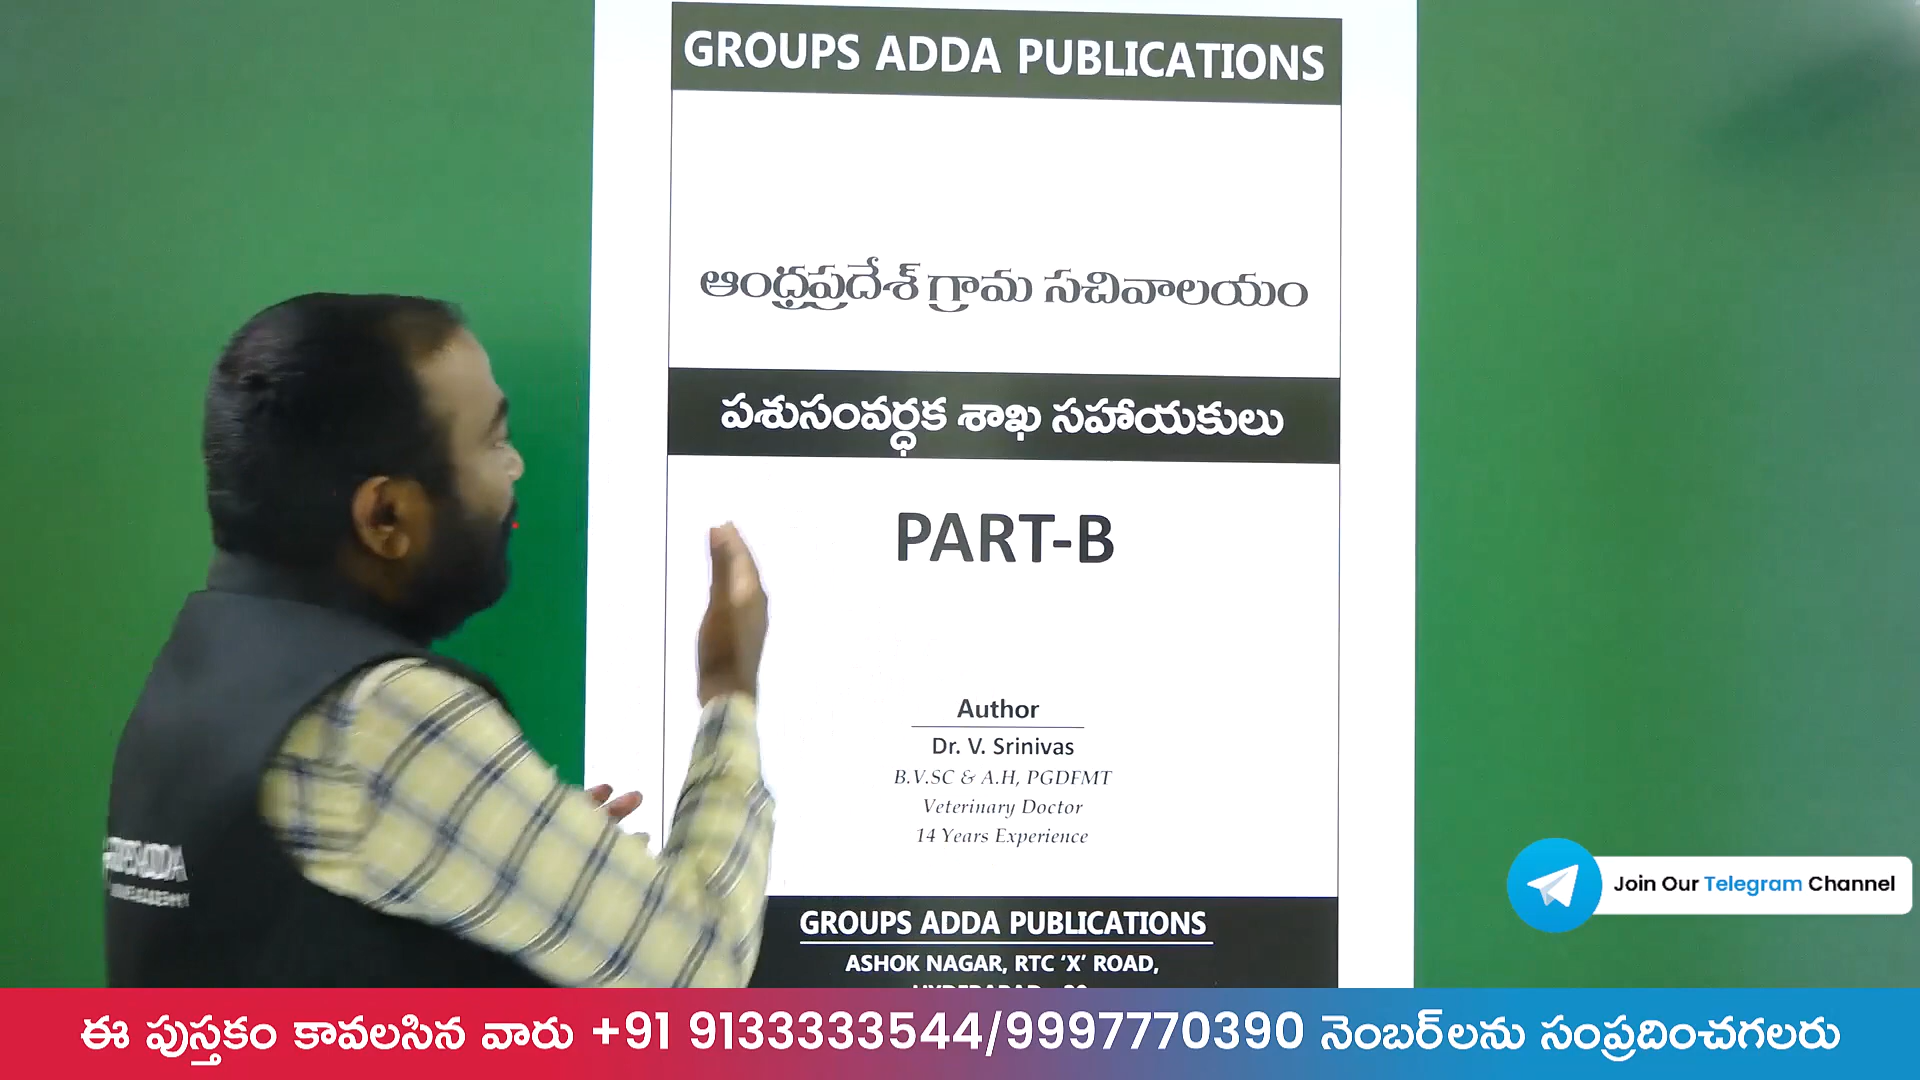 GROUPS ADDA PUBLICATIONS
ఆంధ్రప్రదేశ్ గ్రామ సచివాలయం
పశుసంవర్ధక శాఖ సహాయకులు
PART-B
Author
Dr. V. Srinivas
B.V.SC & A.H, PGDFMT
Veterinary Doctor
14 Years Experience
GROUPS ADDA PUBLICATIONS
ASHOK NAGAR, RTC ‘X’ ROAD,
Join Our Telegram Channel
ఈ పుస్తకం కావలసిన వారు +91 9133333544/9997770390 నెంబర్‌లను సంప్రదించగలరు